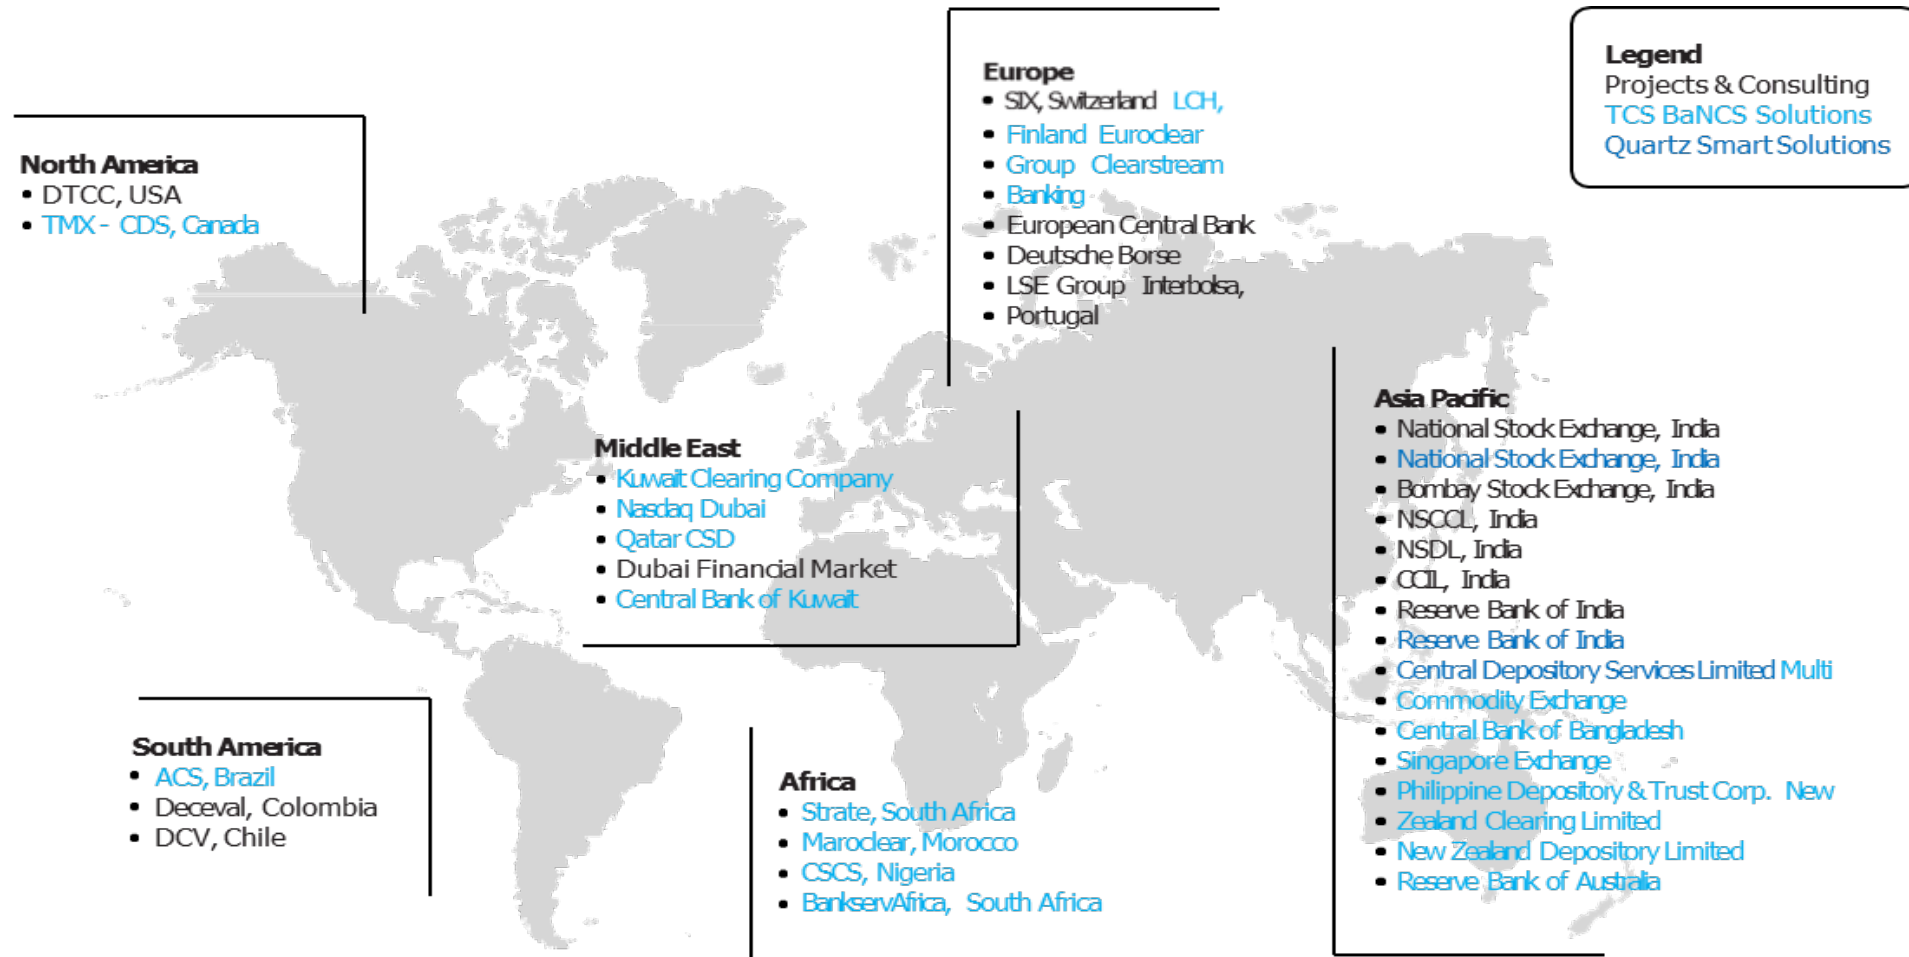 North America
• DTCC, USA
• TMX - CDS, Canada
Europe
• SIX, Switzerland LCH,
• Finland Euroclear
• Group Clearstream
• Banking
• European Central Bank
• Deutsche Borse
• LSE Group Interbolsa,
• Portugal
Legend
Projects & Consulting
TCS BaNCS Solutions
Quartz Smart Solutions
Middle East
• Kuwait Clearing Company
• Nasdaq Dubai
• Qatar CSD
• Dubai Financial Market
• Central Bank of Kuwait
Asia Pacific
• National Stock Exchange, India
• National Stock Exchange, India
• Bombay Stock Exchange, India
• NSCCL, India
• NSDL, India
• CCIL, India
• Reserve Bank of India
• Reserve Bank of India
• Central Depository Services Limited Multi
• Commodity Exchange
• Central Bank of Bangladesh
• Singapore Exchange
• Philippine Depository & Trust Corp. New
• Zealand Clearing Limited
• New Zealand Depository Limited
• Reserve Bank of Australia
South America
• ACS, Brazil
• Deceval, Colombia
• DCV, Chile
Africa
• Strate, South Africa
• Maroclear, Morocco
• CSCS, Nigeria
• BankservAfrica, South Africa